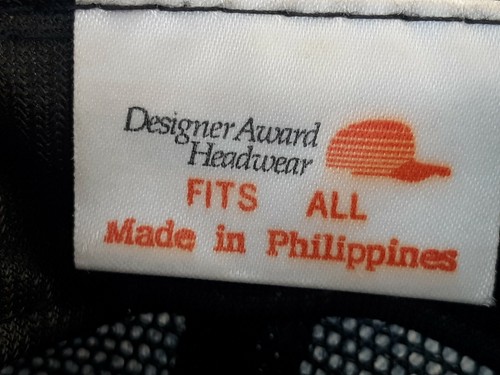 Designer Award
Headwear
FITS ALL
Made in Philippines